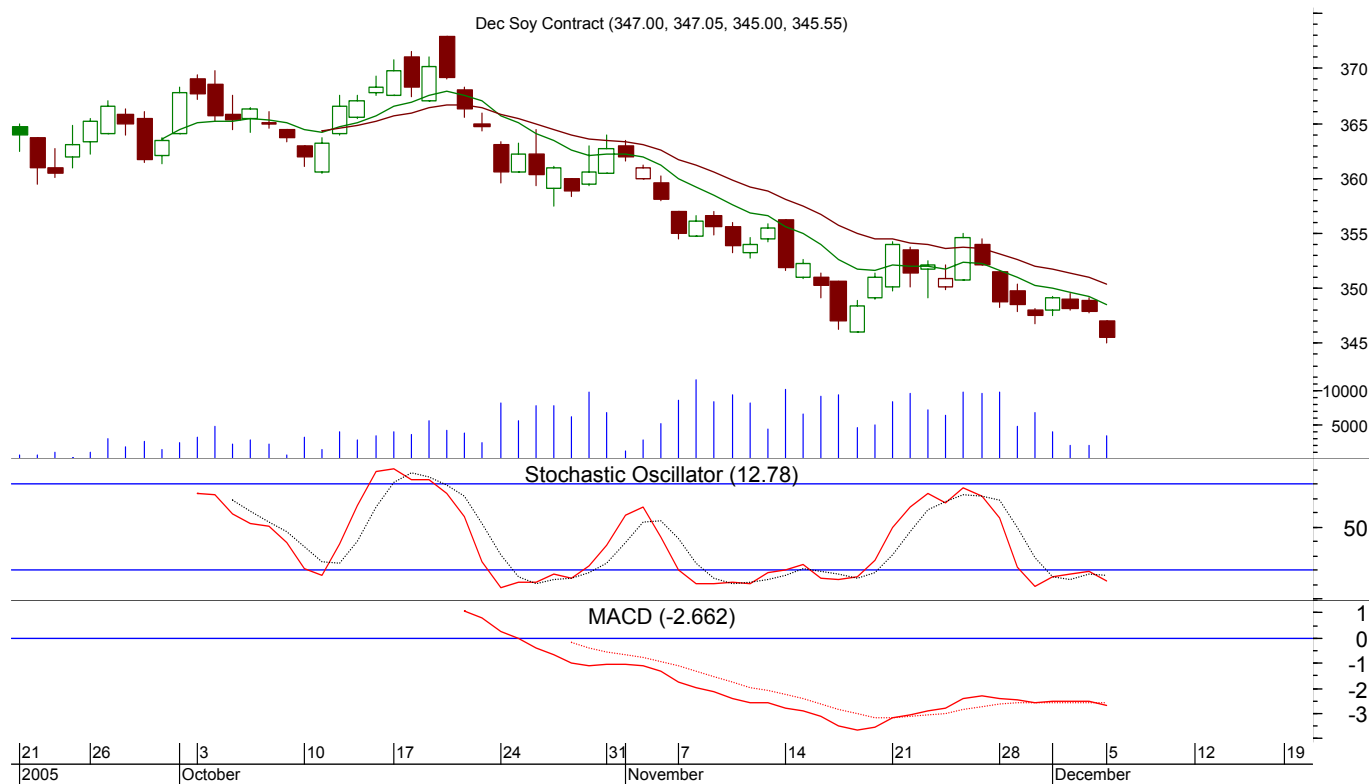 Dec Soy Contract (347.00, 347.05, 345.00, 345.55)
370
365
360
355
350
345
10000
5000
Stochastic Oscillator (12.78)
50
MACD (-2.662)
1
0
-1
-2
-3
21 26 3 10 17 24 31 7 14 21 28 5 12 19
2005 October November December